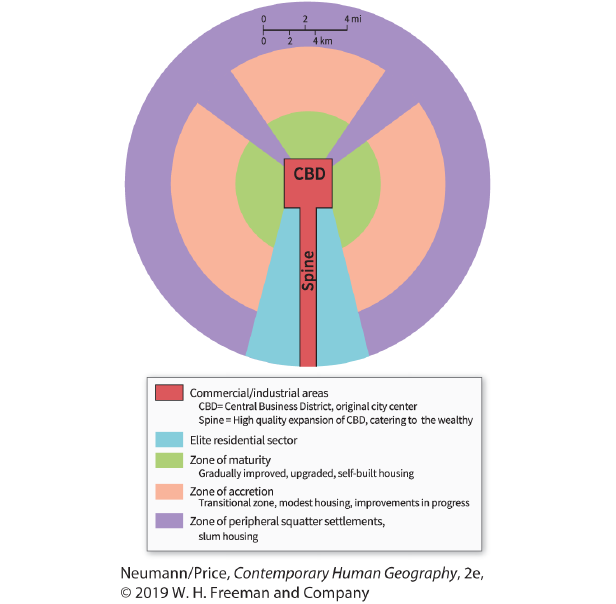 0 2 4 mi
0 2 4 km
CBD
Spine
Commercial/industrial areas
CBD= Central Business District, original city center
Spine = High quality expansion of CBD, catering to the wealthy
Elite residential sector
Zone of maturity
Gradually improved, upgraded, self-built housing
Zone of accretion
Transitional zone, modest housing, improvements in progress
Zone of peripheral squatter settlements,
slum housing
Neumann/Price, Contemporary Human Geography, 2e,
© 2019 W. H. Freeman and Company